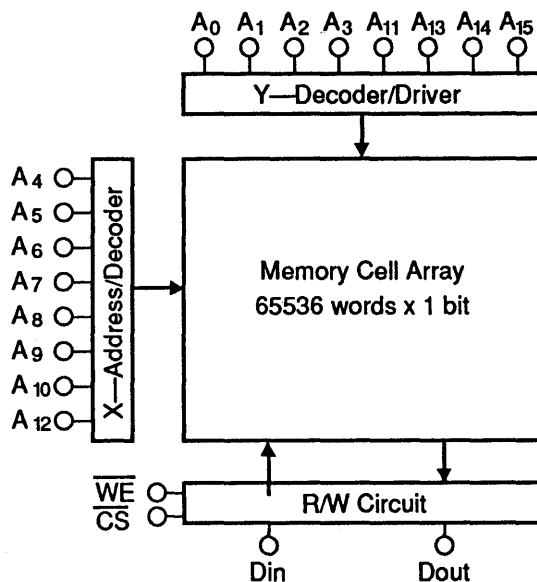 A0 A1 A2 A3 A11 A13 A14 A15
Y—Decoder/Driver
A4
A5
A6
A7
A8
A9
A10
A12
X—Address/Decoder
Memory Cell Array
65536 words x 1 bit
WE
CS
R/W Circuit
Din
Dout